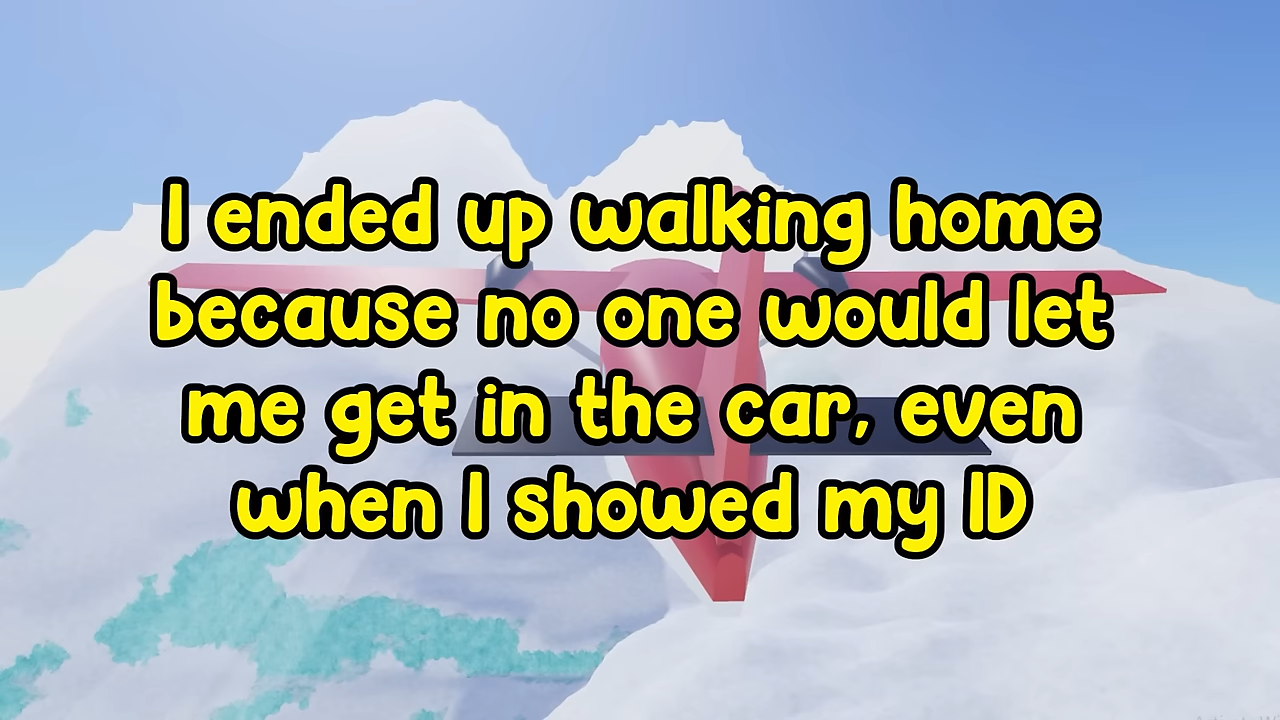 I ended up walking home
because no one would let
me get in the car, even
when I showed my ID